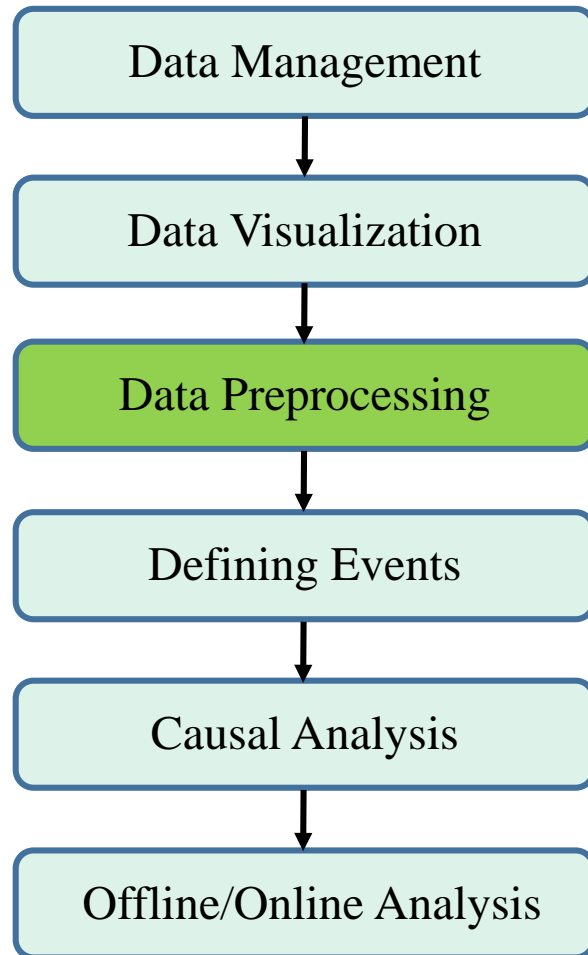 Data Management
Data Visualization
Data Preprocessing
Defining Events
Causal Analysis
Offline/Online Analysis